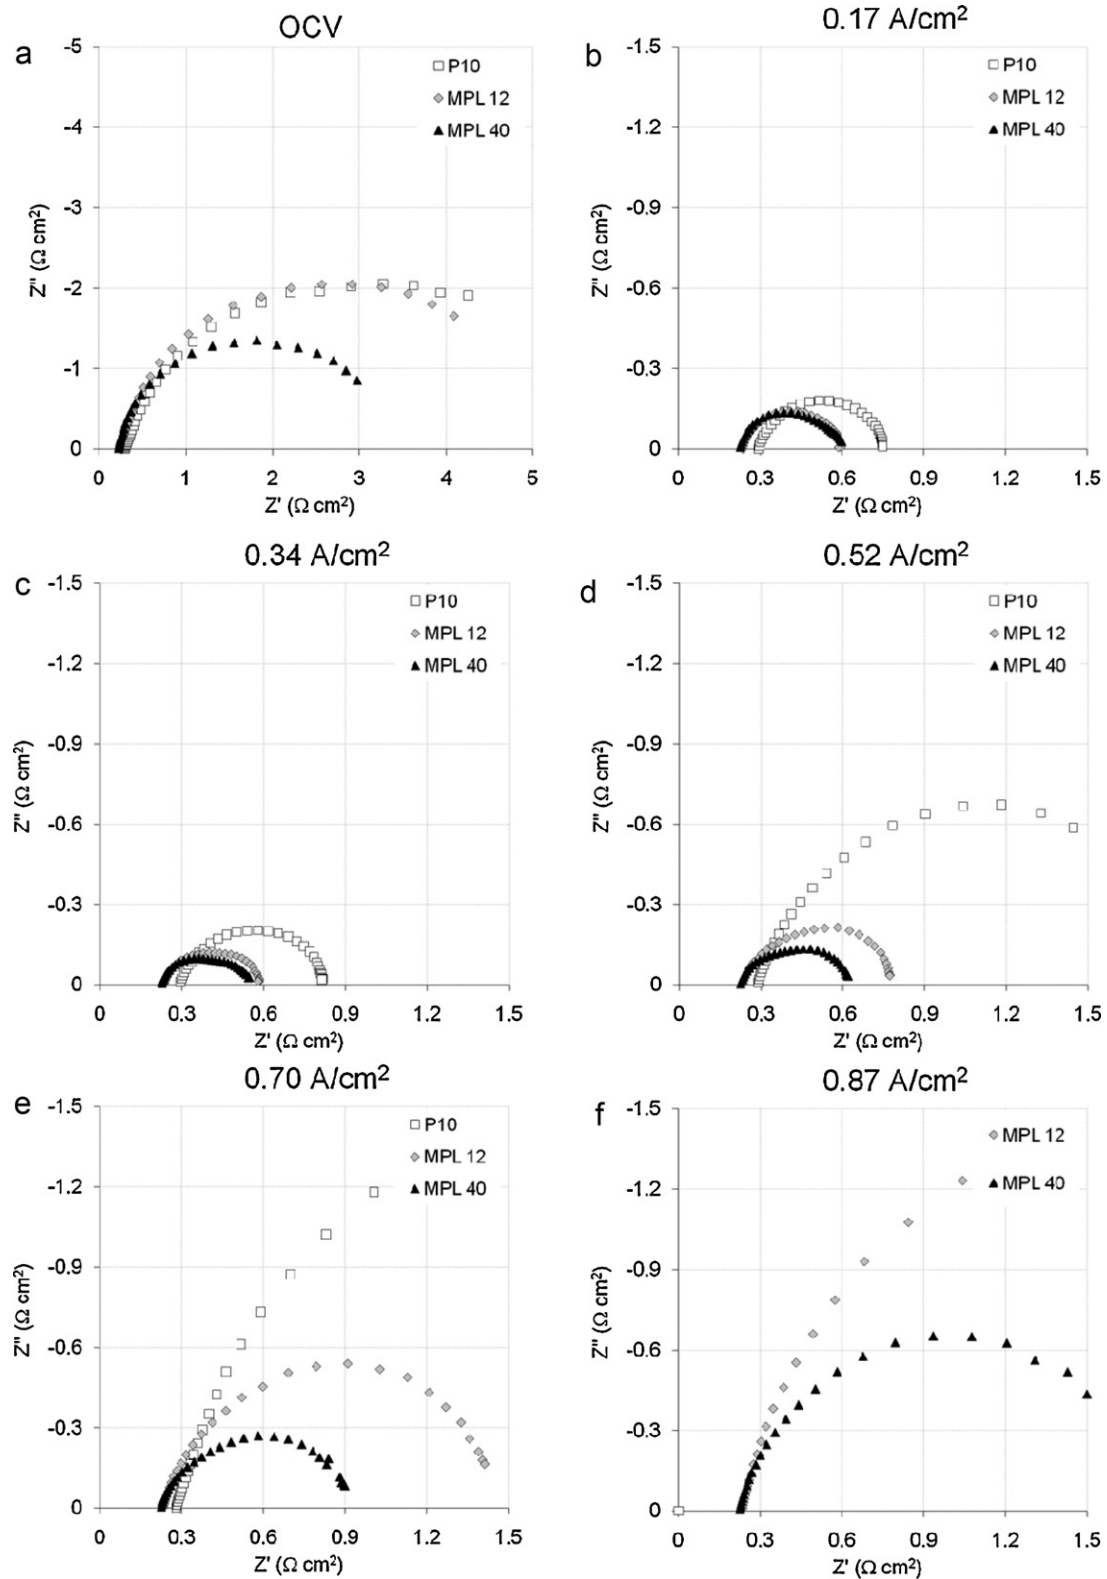 a
OCV
-5
-4
-3
-2
-1
0
Z'' (Ω cm²)
P10
MPL 12
MPL 40
0 1 2 3 4 5
Z' (Ω cm²)
b
0.17 A/cm²
-1.5
-1.2
-0.9
-0.6
-0.3
0
Z'' (Ω cm²)
P10
MPL 12
MPL 40
0 0.3 0.6 0.9 1.2 1.5
Z' (Ω cm²)
c
0.34 A/cm²
-1.5
-1.2
-0.9
-0.6
-0.3
0
Z'' (Ω cm²)
P10
MPL 12
MPL 40
0 0.3 0.6 0.9 1.2 1.5
Z' (Ω cm²)
d
0.52 A/cm²
-1.5
-1.2
-0.9
-0.6
-0.3
0
Z'' (Ω cm²)
P10
MPL 12
MPL 40
0 0.3 0.6 0.9 1.2 1.5
Z' (Ω cm²)
e
0.70 A/cm²
-1.5
-1.2
-0.9
-0.6
-0.3
0
Z'' (Ω cm²)
P10
MPL 12
MPL 40
0 0.3 0.6 0.9 1.2 1.5
Z' (Ω cm²)
f
0.87 A/cm²
-1.5
-1.2
-0.9
-0.6
-0.3
0
Z'' (Ω cm²)
MPL 12
MPL 40
0 0.3 0.6 0.9 1.2 1.5
Z' (Ω cm²)